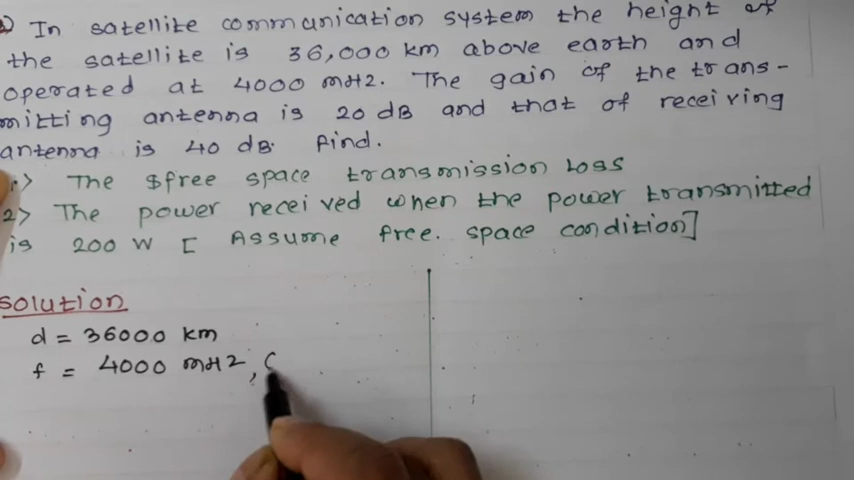 In satellite communication system the height of
the satellite is 36,000 km above earth and
operated at 4000 mHz. The gain of the trans-
mitting antenna is 20 dB and that of receiving
antenna is 40 dB. find.
1> The $free space transmission Loss
2> The power received when the power transmitted
is 200 W [ Assume free. space condition]
solution
d = 36000 km
f = 4000 mHz,